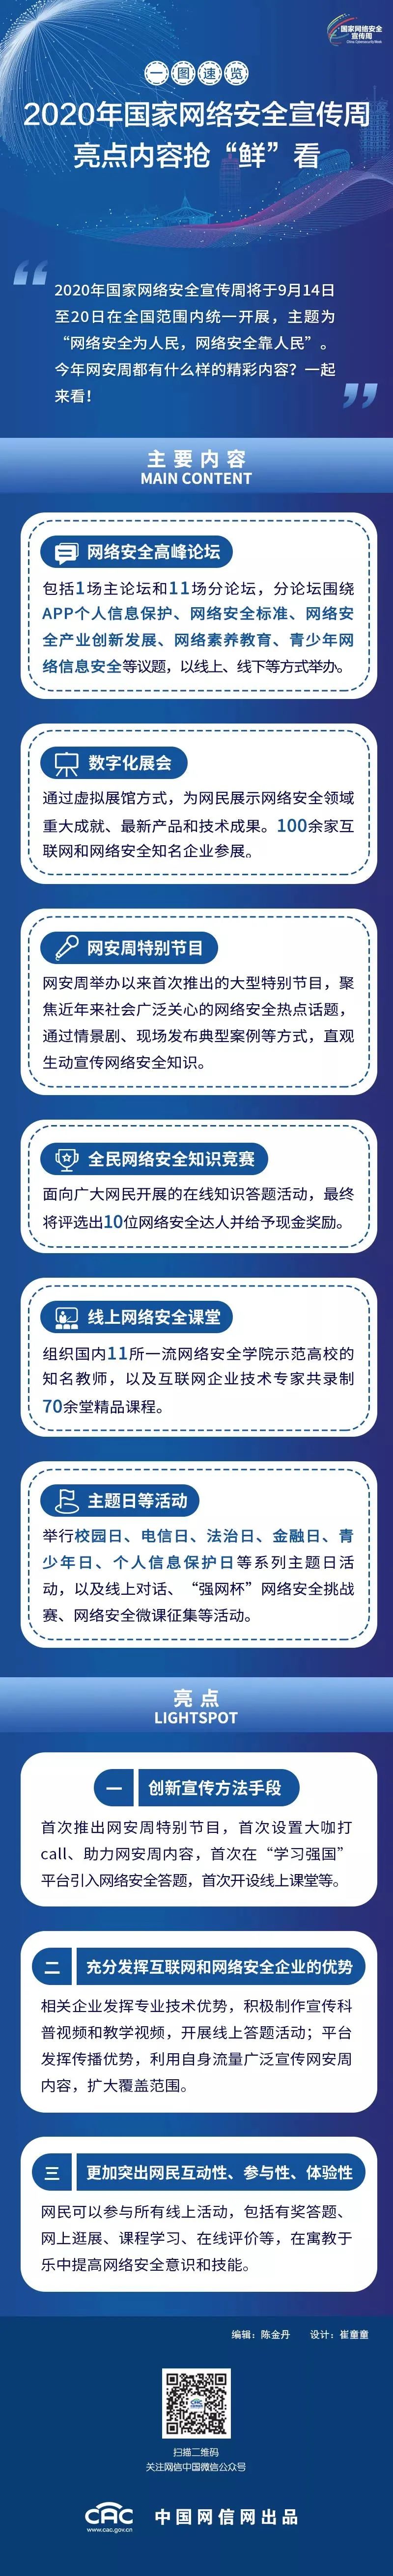 国家网络安全
宣传周
China Cybersecurity Week
一图速览
2020年国家网络安全宣传周
亮点内容抢“鲜”看
2020年国家网络安全宣传周将于9月14日
至20日在全国范围内统一开展，主题为
“网络安全为人民，网络安全靠人民”。
今年网安周都有什么样的精彩内容？一起
来看！
主要内容
MAIN CONTENT
网络安全高峰论坛
包括1场主论坛和11场分论坛，分论坛围绕
APP个人信息保护、网络安全标准、网络安
全产业创新发展、网络素养教育、青少年网
络信息安全等议题，以线上、线下等方式举办。
数字化展会
通过虚拟展馆方式，为网民展示网络安全领域
重大成就、最新产品和技术成果。100余家互
联网和网络安全知名企业参展。
网安周特别节目
网安周举办以来首次推出的大型特别节目，聚
焦近年来社会广泛关心的网络安全热点话题，
通过情景剧、现场发布典型案例等方式，直观
生动宣传网络安全知识。
全民网络安全知识竞赛
面向广大网民开展的在线知识答题活动，最终
将评选出10位网络安全达人并给予现金奖励。
线上网络安全课堂
组织国内11所一流网络安全学院示范高校的
知名教师，以及互联网企业技术专家共录制
70余堂精品课程。
主题日等活动
举行校园日、电信日、法治日、金融日、青
少年日、个人信息保护日等系列主题日活
动，以及线上对话、“强网杯”网络安全挑战
赛、网络安全微课征集等活动。
亮点
LIGHTSPOT
一 创新宣传方法手段
首次推出网安周特别节目，首次设置大咖打
call、助力网安周内容，首次在“学习强国”
平台引入网络安全答题，首次开设线上课堂等。
二 充分发挥互联网和网络安全企业的优势
相关企业发挥专业技术优势，积极制作宣传科
普视频和教学视频，开展线上答题活动；平台
发挥传播优势，利用自身流量广泛宣传网安周
内容，扩大覆盖范围。
三 更加突出网民互动性、参与性、体验性
网民可以参与所有线上活动，包括有奖答题、
网上逛展、课程学习、在线评价等，在寓教于
乐中提高网络安全意识和技能。
编辑：陈金丹 设计：崔童童
扫描二维码
关注网信中国微信公众号
CAC
www.cac.gov.cn
中国网信网出品